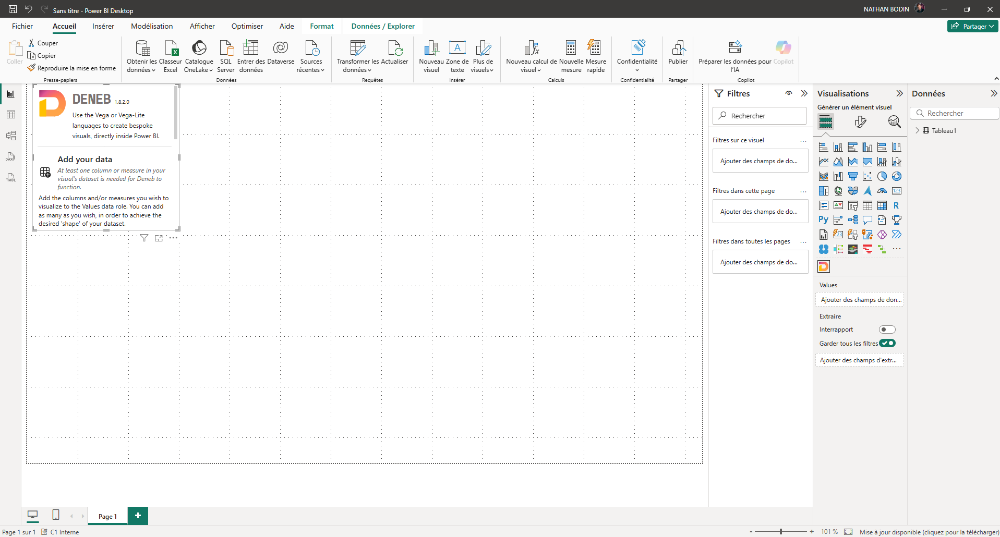 Sans titre - Power BI Desktop
NATHAN BODIN
Fichier
Accueil
Insérer
Modélisation
Afficher
Optimiser
Aide
Format
Données / Explorer
Partager
Coller
Couper
Copier
Reproduire la mise en forme
Presse-papiers
Obtenir les
données
Classeur
Excel
Catalogue
OneLake
SQL
Server
Entrer des
données
Dataverse
Sources
récentes
Données
Transformer les
données
Actualiser
Requêtes
Nouveau
visuel
Zone de
texte
Plus de
visuels
Insérer
Nouveau calcul de
visuel
Nouvelle
mesure
Mesure
rapide
Calculs
Confidentialité
Confidentialité
Publier
Partager
Préparer les données pour
l'IA
Copilot
Copilot
DAX
TMDL
DENEB 1.8.2.0
Use the Vega or Vega-Lite
languages to create bespoke
visuals, directly inside Power BI.
Add your data
At least one column or measure in your
visual's dataset is needed for Deneb to
function.
Add the columns and/or measures you wish to
visualize to the Values data role. You can add
as many as you wish, in order to achieve the
desired 'shape' of your dataset.
Filtres
Rechercher
Filtres sur ce visuel
...
Ajouter des champs de do...
Filtres dans cette page
...
Ajouter des champs de do...
Filtres dans toutes les pages
...
Ajouter des champs de do...
Visualisations
Générer un élément visuel
123
R
Py
123
...
Values
Ajouter des champs de don...
Extraire
Interrapport
Garder tous les filtres
Ajouter des champs d'extr...
Données
Rechercher
Tableau1
Page 1
+
Page 1 sur 1
C1 Interne
-
+
101 %
Mise à jour disponible (cliquez pour la télécharger)